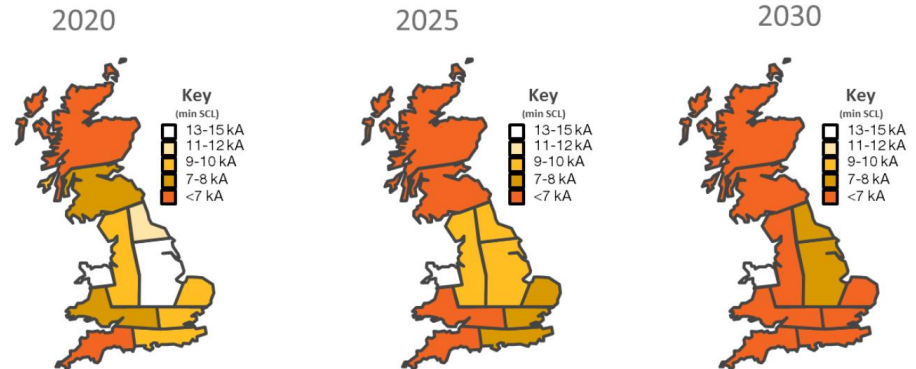 2020
Key
(min SCL)
13-15 kA
11-12 kA
9-10 kA
7-8 kA
<7 kA
2025
Key
(min SCL)
13-15 kA
11-12 kA
9-10 kA
7-8 kA
<7 kA
2030
Key
(min SCL)
13-15 kA
11-12 kA
9-10 kA
7-8 kA
<7 kA